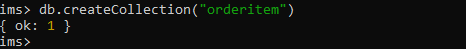 ims> db.createCollection("orderitem")
{ ok: 1 }
ims>